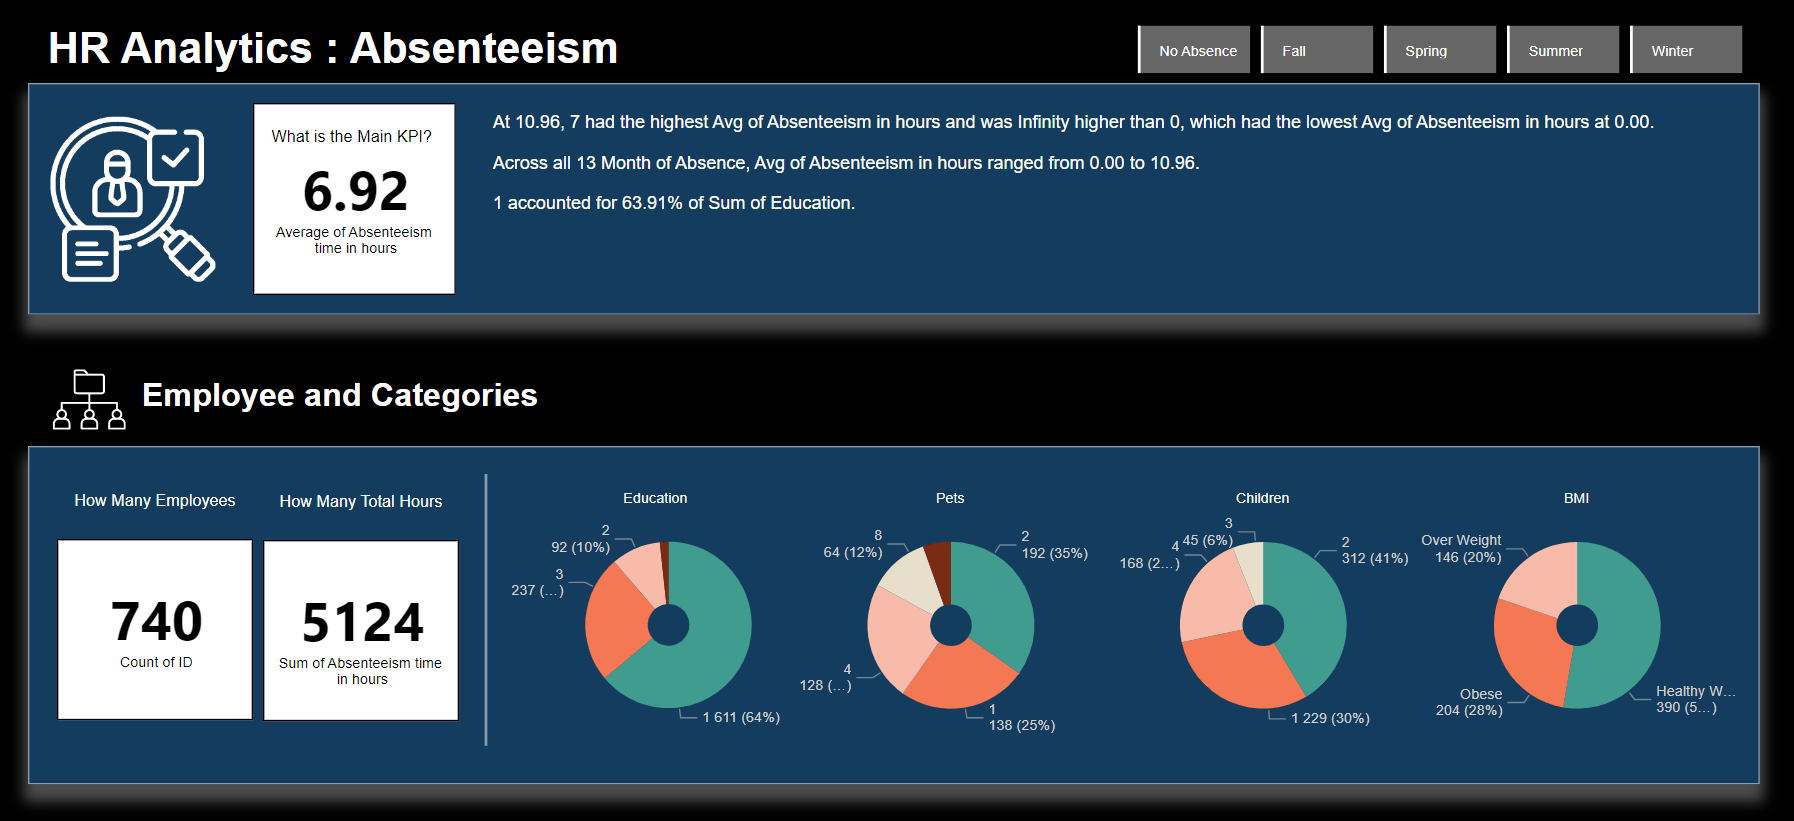 HR Analytics : Absenteeism
No Absence
Fall
Spring
Summer
Winter
What is the Main KPI?
6.92
Average of Absenteeism
time in hours
At 10.96, 7 had the highest Avg of Absenteeism in hours and was Infinity higher than 0, which had the lowest Avg of Absenteeism in hours at 0.00.
Across all 13 Month of Absence, Avg of Absenteeism in hours ranged from 0.00 to 10.96.
1 accounted for 63.91% of Sum of Education.
Employee and Categories
How Many Employees
740
Count of ID
How Many Total Hours
5124
Sum of Absenteeism time
in hours
Education
2
92 (10%)
3
237 (...)
1 611 (64%)
Pets
8
64 (12%)
2
192 (35%)
4
128 (...)
1
138 (25%)
Children
3
45 (6%)
4
168 (2...)
2
312 (41%)
1 229 (30%)
BMI
Over Weight
146 (20%)
Obese
204 (28%)
Healthy W...
390 (5...)